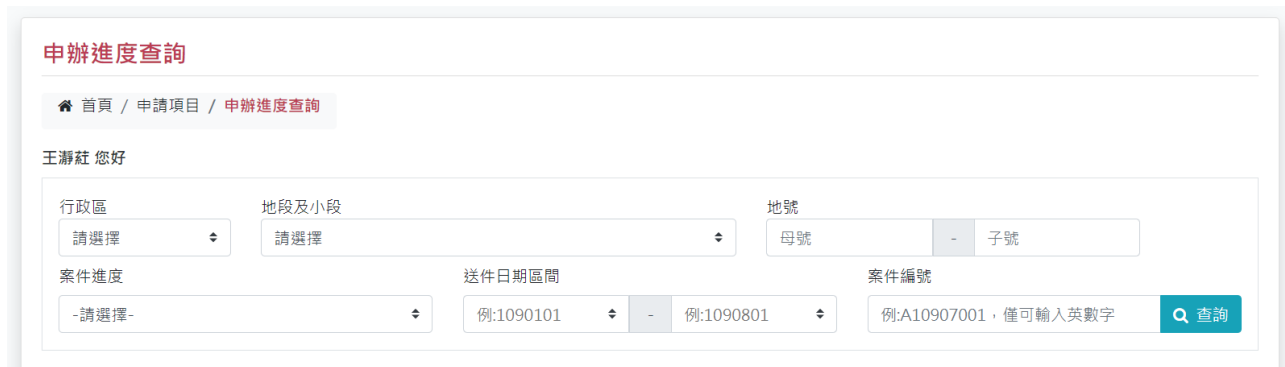 申辦進度查詢
首頁 / 申請項目 / 申辦進度查詢
王瀞莊 您好
行政區 地段及小段 地號
請選擇 請選擇 母號 - 子號
案件進度 送件日期區間 案件編號
-請選擇- 例:1090101 - 例:1090801 例:A10907001，僅可輸入英數字 查詢